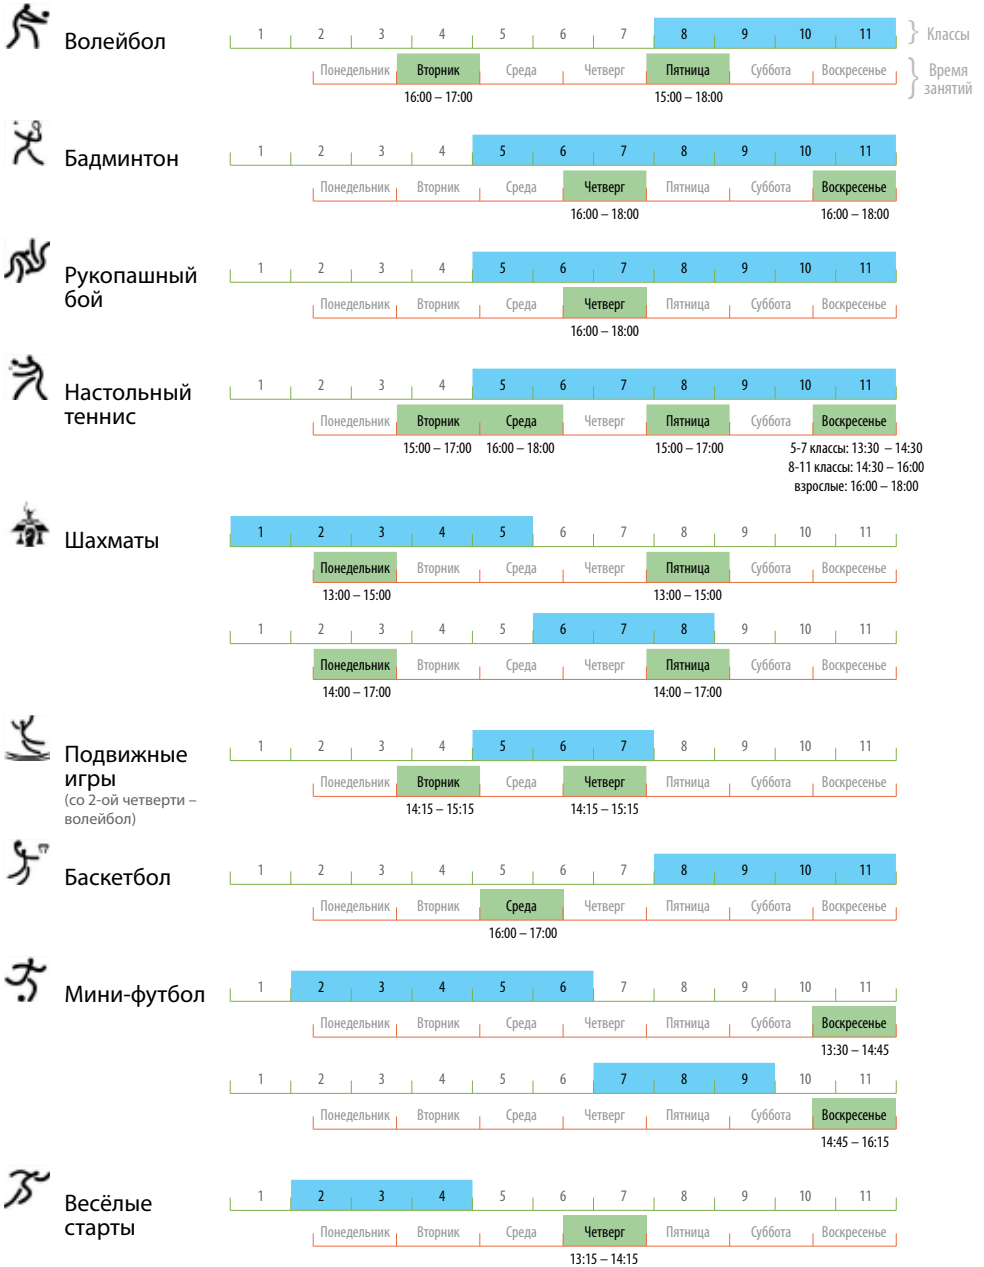 Волейбол
1 2 3 4 5 6 7 8 9 10 11
Классы
Понедельник Вторник Среда Четверг Пятница Суббота Воскресенье
Время
занятий
16:00 – 17:00 15:00 – 18:00
Бадминтон
1 2 3 4 5 6 7 8 9 10 11
Понедельник Вторник Среда Четверг Пятница Суббота Воскресенье
16:00 – 18:00 16:00 – 18:00
Рукопашный
бой
1 2 3 4 5 6 7 8 9 10 11
Понедельник Вторник Среда Четверг Пятница Суббота Воскресенье
16:00 – 18:00
Настольный
теннис
1 2 3 4 5 6 7 8 9 10 11
Понедельник Вторник Среда Четверг Пятница Суббота Воскресенье
15:00 – 17:00 16:00 – 18:00 15:00 – 17:00 5-7 классы: 13:30 – 14:30
8-11 классы: 14:30 – 16:00
взрослые: 16:00 – 18:00
Шахматы
1 2 3 4 5 6 7 8 9 10 11
Понедельник Вторник Среда Четверг Пятница Суббота Воскресенье
13:00 – 15:00 13:00 – 15:00
1 2 3 4 5 6 7 8 9 10 11
Понедельник Вторник Среда Четверг Пятница Суббота Воскресенье
14:00 – 17:00 14:00 – 17:00
Подвижные
игры
(со 2-ой четверти –
волейбол)
1 2 3 4 5 6 7 8 9 10 11
Понедельник Вторник Среда Четверг Пятница Суббота Воскресенье
14:15 – 15:15 14:15 – 15:15
Баскетбол
1 2 3 4 5 6 7 8 9 10 11
Понедельник Вторник Среда Четверг Пятница Суббота Воскресенье
16:00 – 17:00
Мини-футбол
1 2 3 4 5 6 7 8 9 10 11
Понедельник Вторник Среда Четверг Пятница Суббота Воскресенье
13:30 – 14:45
1 2 3 4 5 6 7 8 9 10 11
Понедельник Вторник Среда Четверг Пятница Суббота Воскресенье
14:45 – 16:15
Весёлые
старты
1 2 3 4 5 6 7 8 9 10 11
Понедельник Вторник Среда Четверг Пятница Суббота Воскресенье
13:15 – 14:15